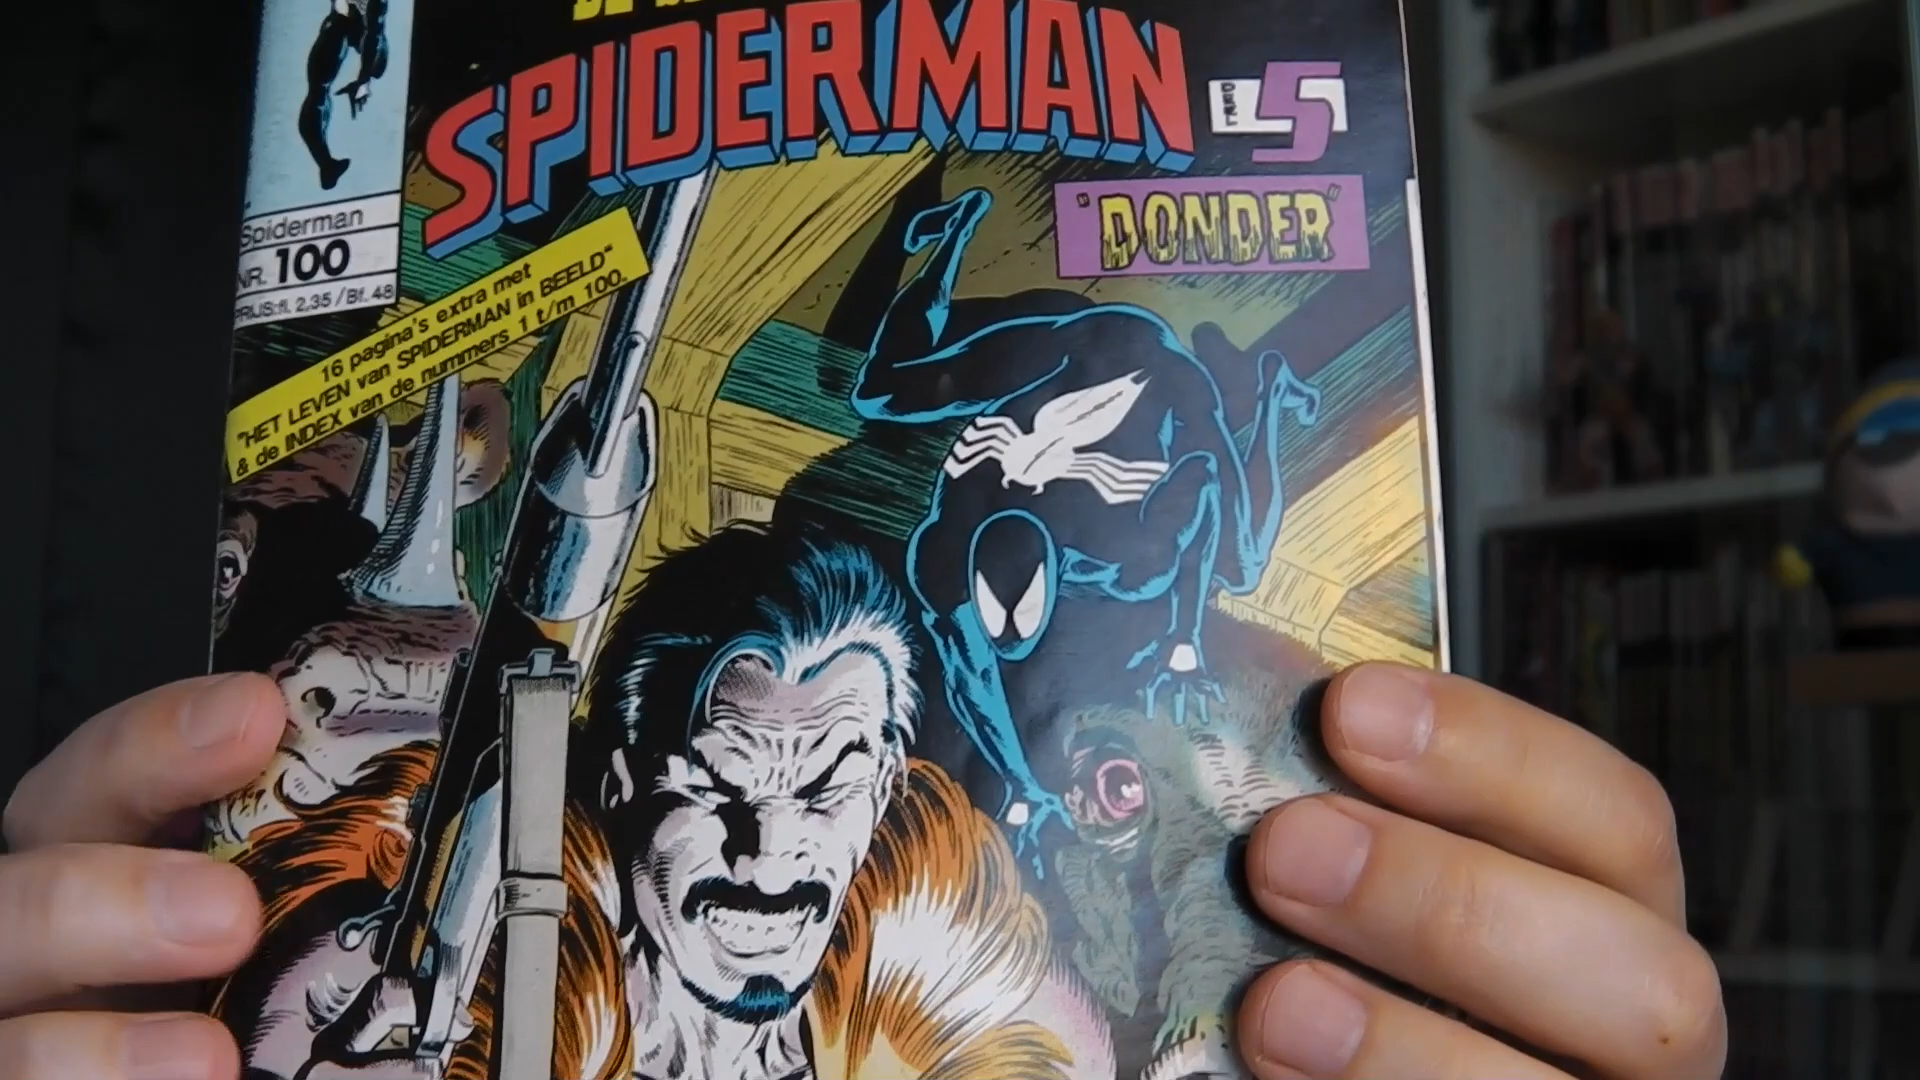 SPIDERMAN
DEEL 5
"DONDER"
Spiderman
NR. 100
PRIJS: fl. 2,35 / Bf. 48
16 pagina's extra met
"HET LEVEN van SPIDERMAN in BEELD"
& de INDEX van de nummers 1 t/m 100.